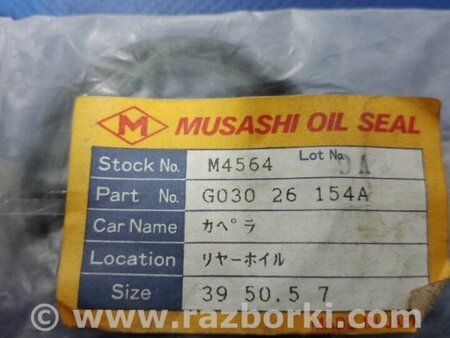 M MUSASHI OIL SEAL
Stock No. M4564 Lot No. 5A
Part No. G030 26 154A
Car Name カペラ
Location リヤーホイル
Size 39 50.5 7
www.razborki.com